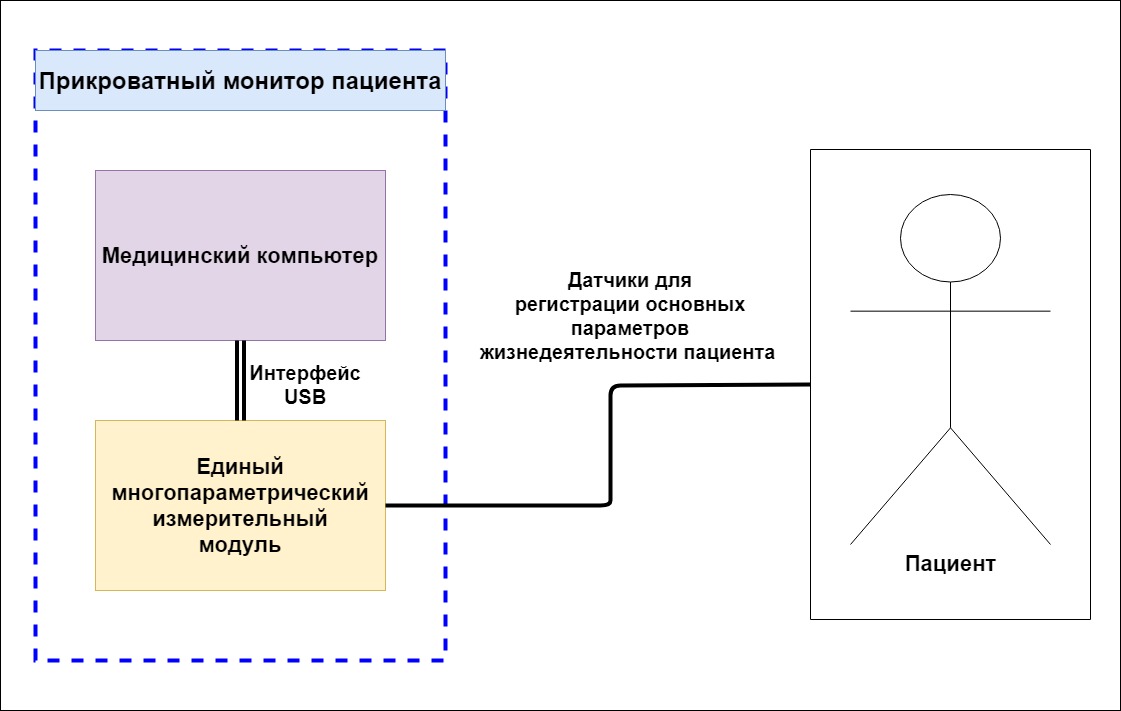 Прикроватный монитор пациента
Медицинский компьютер
Интерфейс
USB
Единый
многопараметрический
измерительный
модуль
Датчики для
регистрации основных
параметров
жизнедеятельности пациента
Пациент